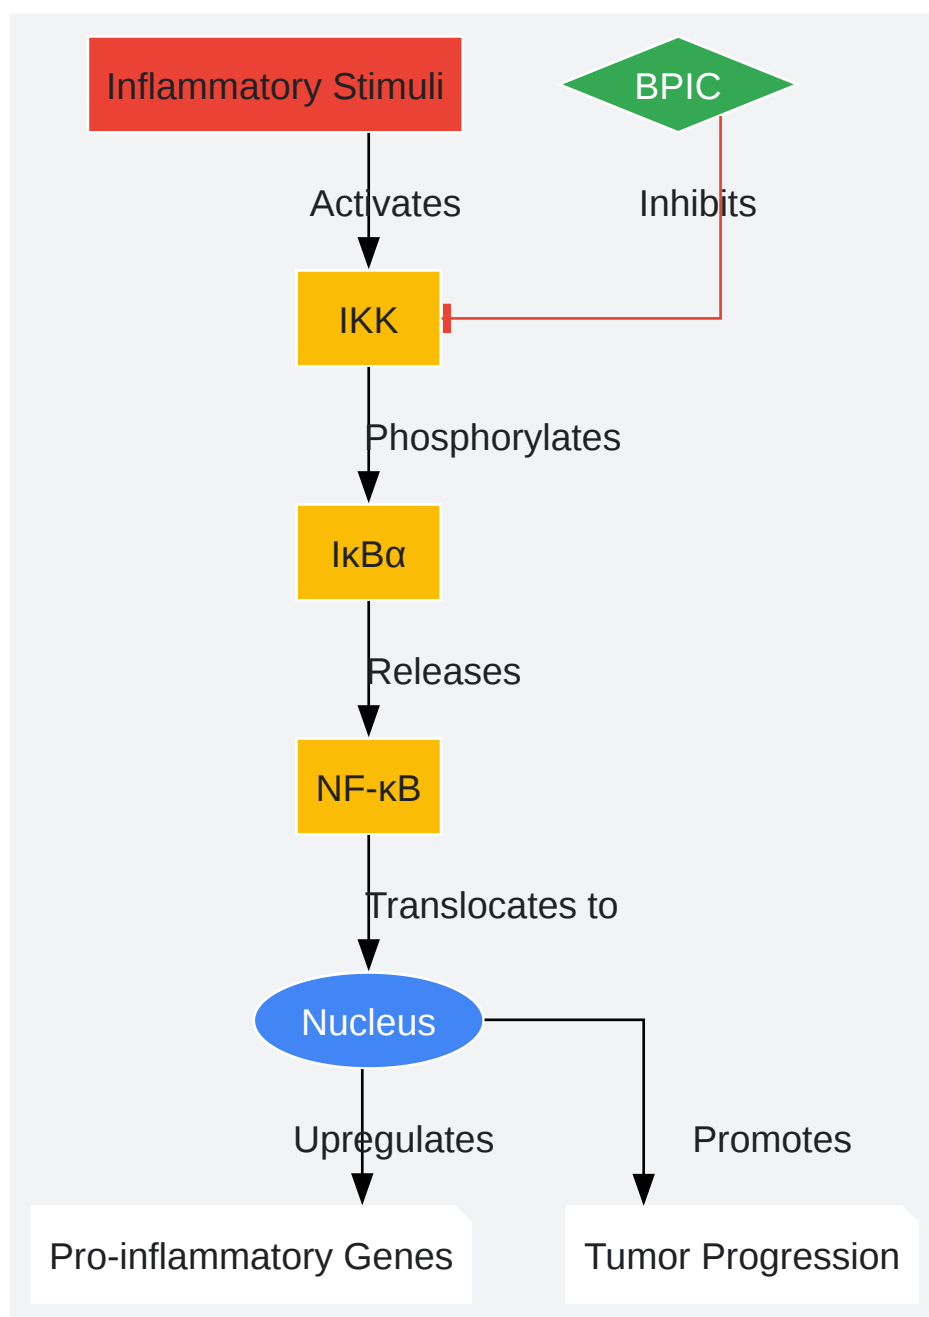 Inflammatory Stimuli
BPIC
Activates
Inhibits
IKK
Phosphorylates
IκBα
Releases
NF-κB
Translocates to
Nucleus
Upregulates
Promotes
Pro-inflammatory Genes
Tumor Progression